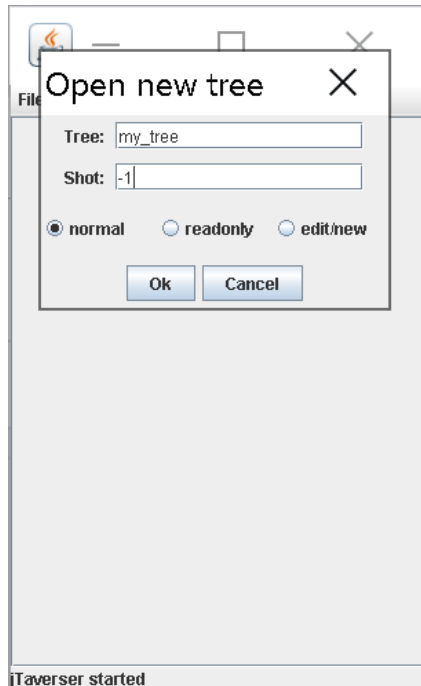 Open new tree
File
Tree: my_tree
Shot: -1
normal readonly edit/new
Ok Cancel
jTaverser started